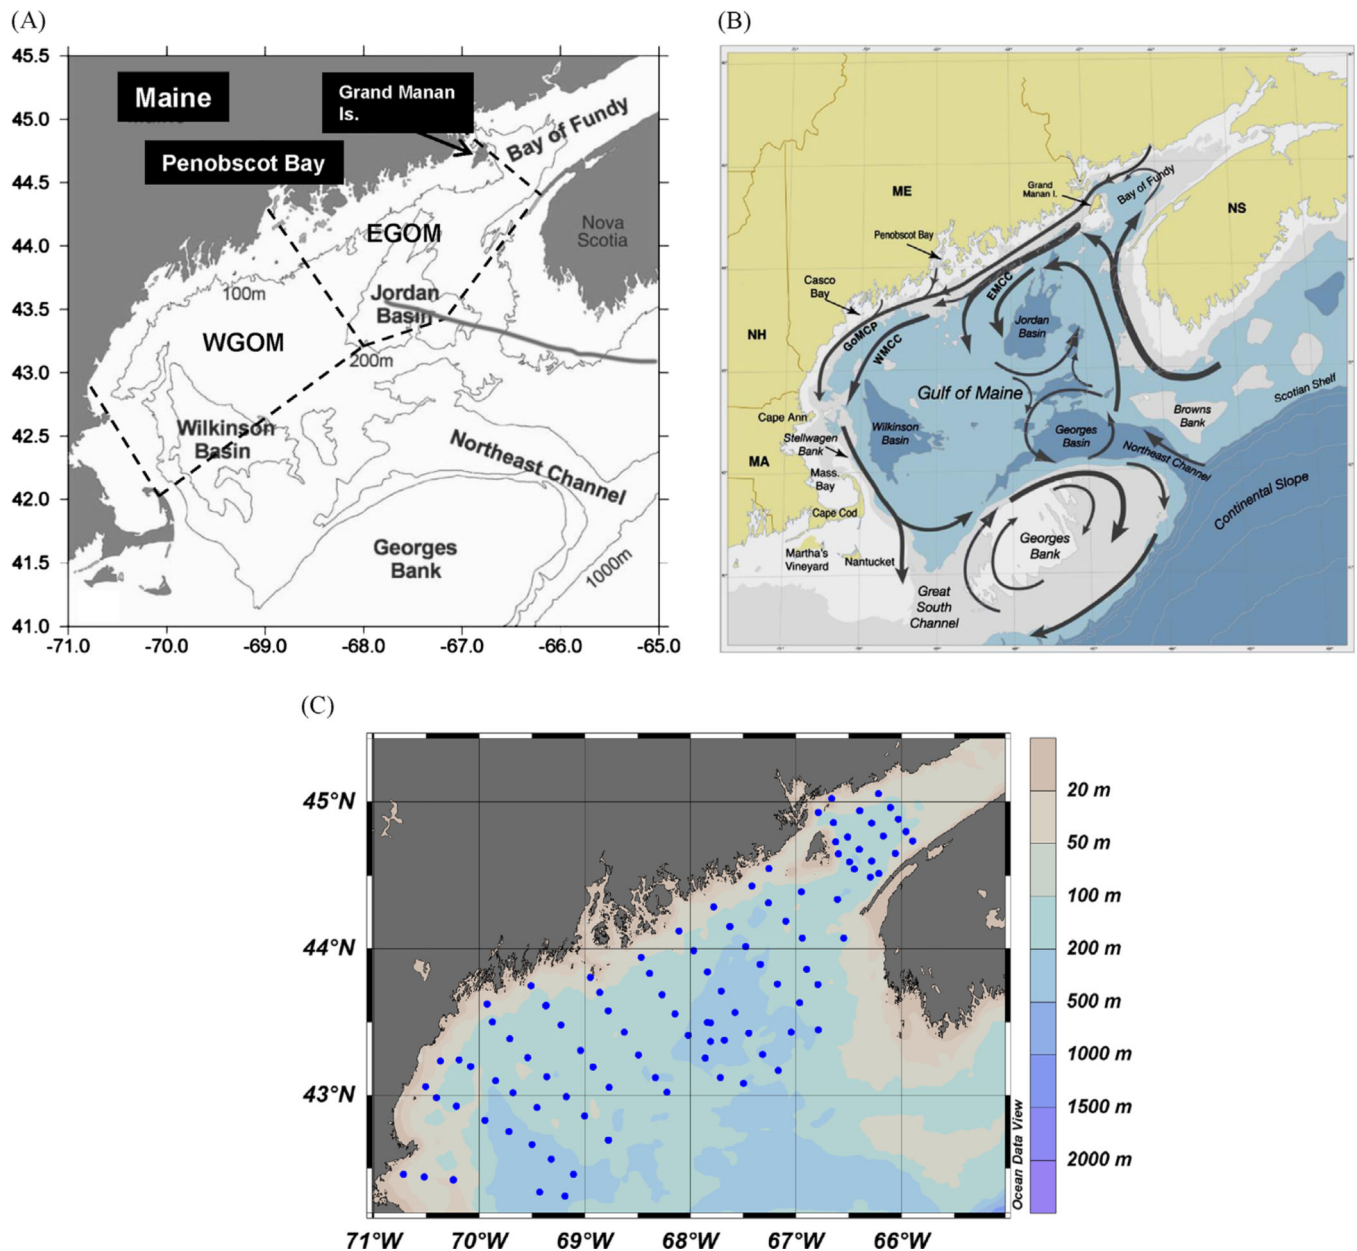 (A)
45.5
45.0
44.5
44.0
43.5
43.0
42.5
42.0
41.5
41.0
-71.0
-70.0
-69.0
-68.0
-67.0
-66.0
-65.0
Maine
Grand Manan
Is.
Penobscot Bay
Bay of Fundy
Nova
Scotia
EGOM
100m
Jordan
Basin
WGOM
200m
Wilkinson
Basin
Northeast Channel
Georges
Bank
1000m
(B)
ME
Grand
Manan I.
Bay of Fundy
NS
Penobscot Bay
Casco
Bay
EMCC
Jordan
Basin
GoMCP
WMCC
NH
Gulf of Maine
Scotian Shelf
Browns
Bank
Cape Ann
Wilkinson
Basin
Georges
Basin
Stellwagen
Bank
Northeast Channel
MA
Mass.
Bay
Continental Slope
Cape Cod
Georges
Bank
Martha's
Vineyard
Nantucket
Great
South
Channel
(C)
45°N
44°N
43°N
71°W
70°W
69°W
68°W
67°W
66°W
Ocean Data View
20 m
50 m
100 m
200 m
500 m
1000 m
1500 m
2000 m